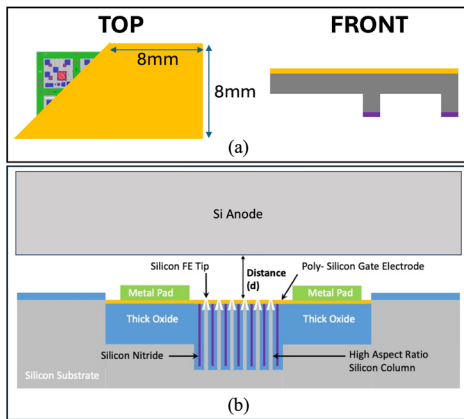 TOP
FRONT
8mm
8mm
(a)
Si Anode
Silicon FE Tip
Distance
(d)
Poly- Silicon Gate Electrode
Metal Pad
Metal Pad
Thick Oxide
Thick Oxide
Silicon Nitride
High Aspect Ratio
Silicon Column
Silicon Substrate
(b)